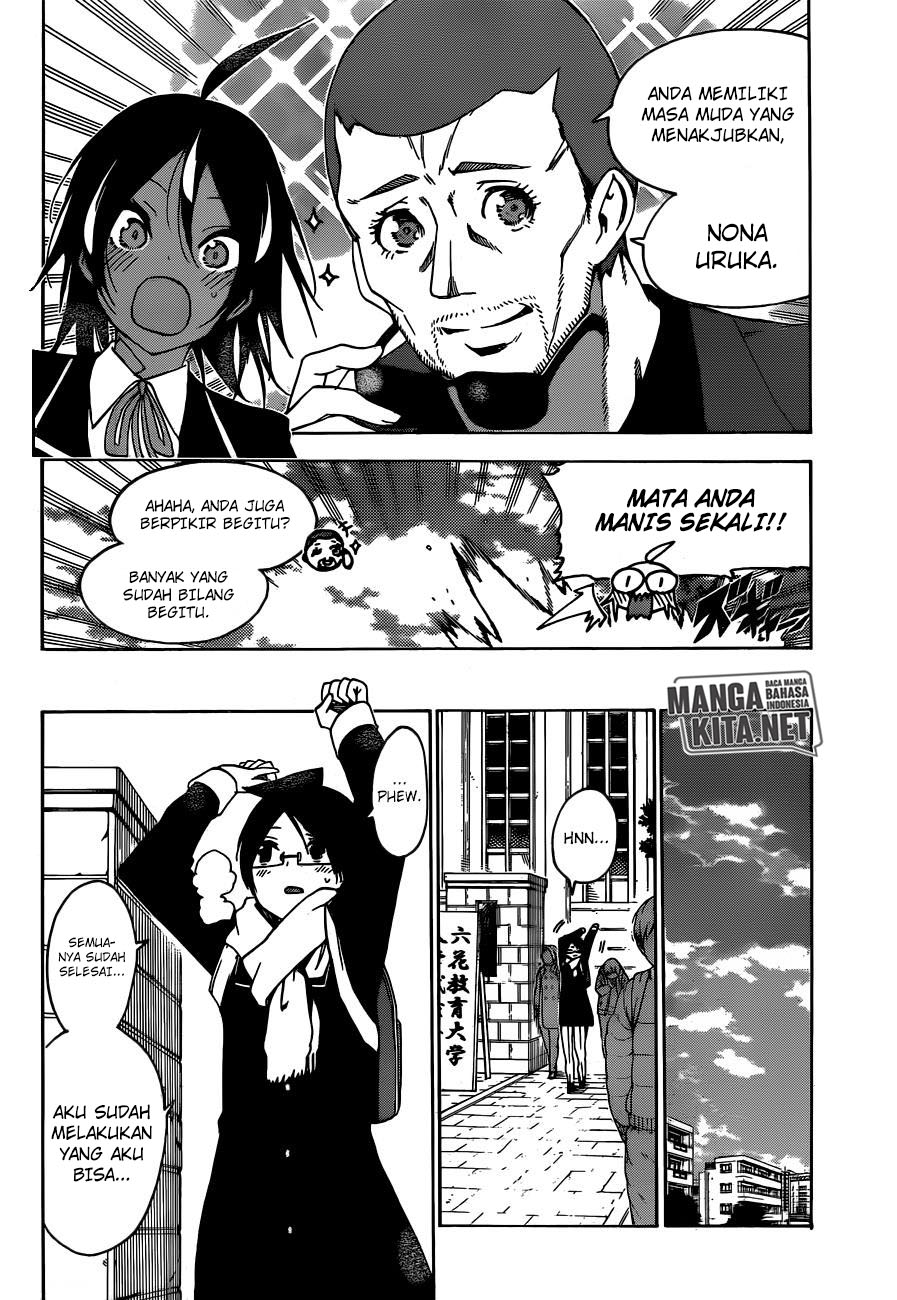 ANDA MEMILIKI
MASA MUDA YANG
MENAKJUBKAN,
NONA
URUKA.
MATA ANDA
MANIS SEKALI!!
AHAHA, ANDA JUGA
BERPIKIR BEGITU?
BANYAK YANG
SUDAH BILANG
BEGITU.
MANGA
KITA.NET
BACA MANGA
BAHASA
INDONESIA
HNN...
六花教育大学
...
PHEW.
SEMUA-
NYA SUDAH
SELESAI...
AKU SUDAH
MELAKUKAN
YANG AKU
BISA...